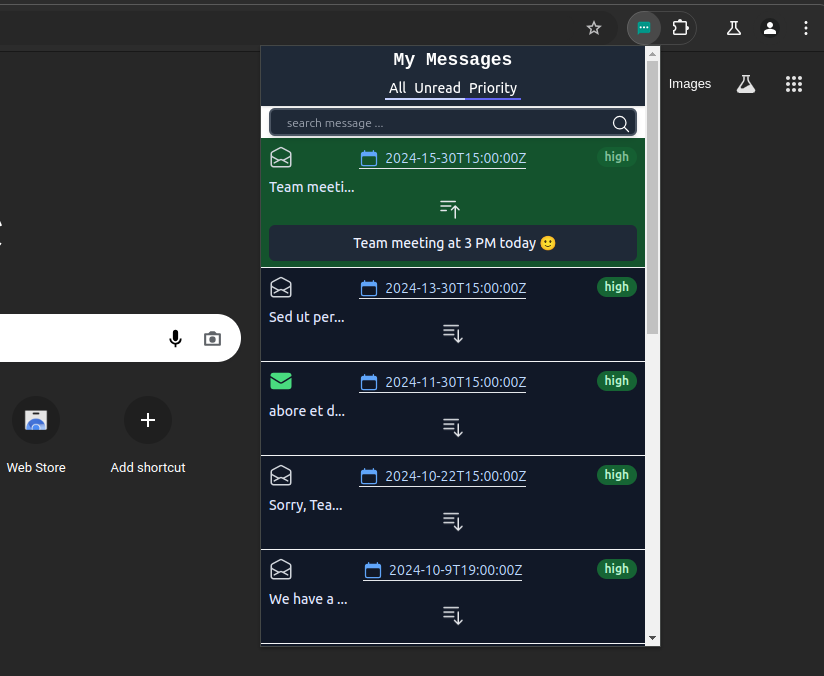 My Messages
All Unread Priority
Images
search message ...
2024-15-30T15:00:00Z high
Team meeti...
Team meeting at 3 PM today 🙂
2024-13-30T15:00:00Z high
Sed ut per...
2024-11-30T15:00:00Z high
abore et d...
Web Store
Add shortcut
2024-10-22T15:00:00Z high
Sorry, Tea...
2024-10-9T19:00:00Z high
We have a ...